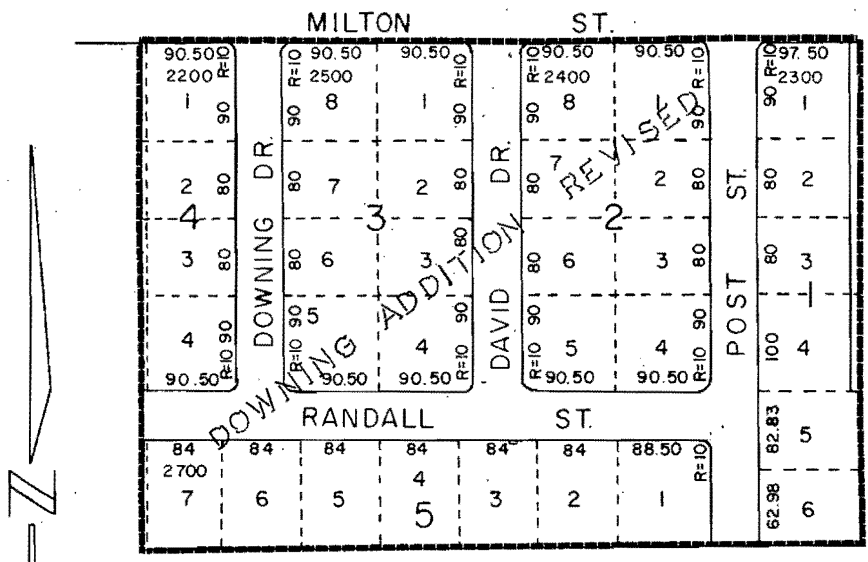 MILTON ST.
90.50 90.50 90.50 90.50 90.50 97.50
R=10 R=10 R=10 R=10 R=10 R=10
2200 2500 2400 2300
1 8 1 8 1 1
90 90 90 90 90 90
DOWNING DR.
DAVID DR.
POST ST.
2 7 2 7 2 2
80 80 80 80 80 80
4 3 2 1
3 6 3 6 3 3
80 80 80 80 80 80
4 5 4 5 4 4
90 90 90 90 90 100
R=10 R=10 R=10 R=10 R=10
90.50 90.50 90.50 90.50 90.50
DOWNING ADDITION REVISED
RANDALL ST.
84 84 84 84 84 84 88.50 R=10
82.83 5
2700
7 6 5 4 3 2 1
5
62.98 6
N